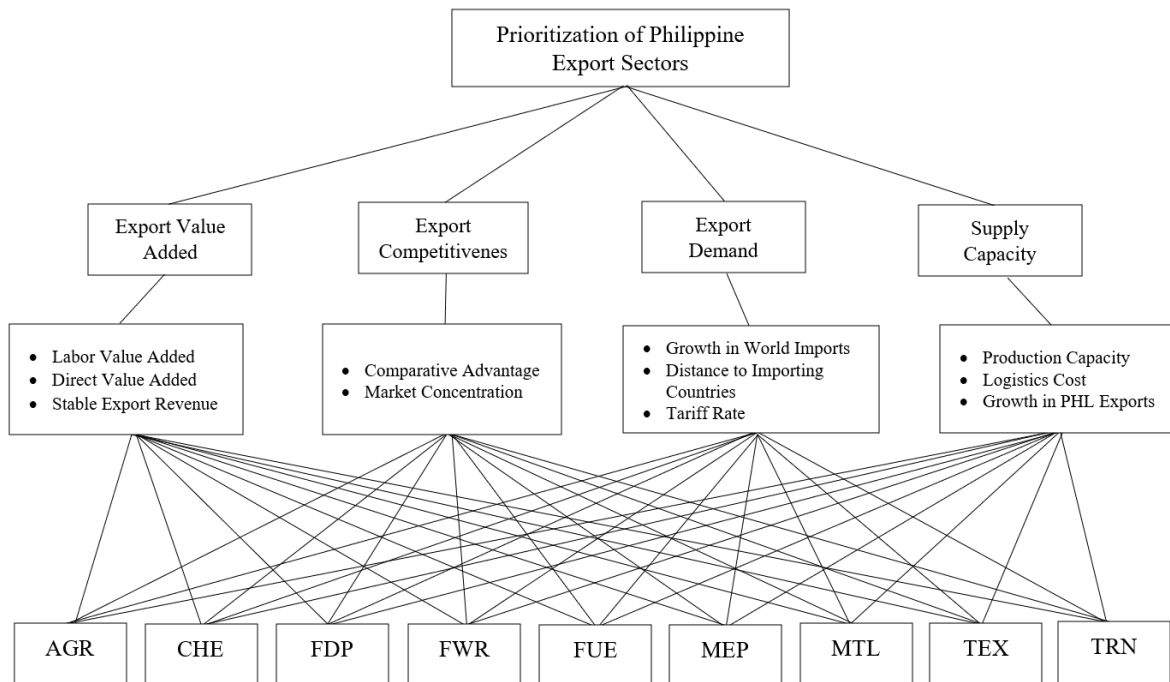 Prioritization of Philippine
Export Sectors
Export Value
Added
Export
Competitivenes
Export
Demand
Supply
Capacity
• Labor Value Added
• Direct Value Added
• Stable Export Revenue
• Comparative Advantage
• Market Concentration
• Growth in World Imports
• Distance to Importing
Countries
• Tariff Rate
• Production Capacity
• Logistics Cost
• Growth in PHL Exports
AGR
CHE
FDP
FWR
FUE
MEP
MTL
TEX
TRN